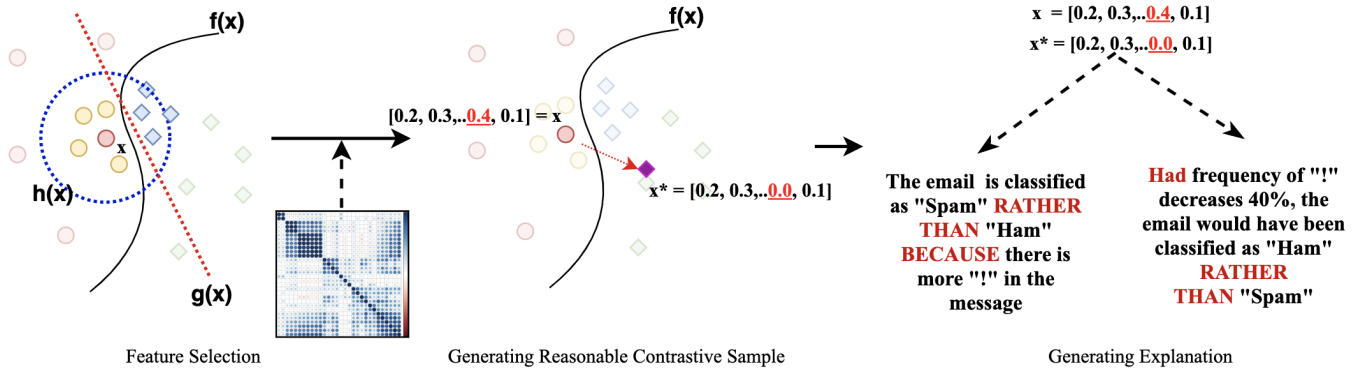 f(x)
x
h(x)
g(x)
Feature Selection
f(x)
[0.2, 0.3,..0.4, 0.1] = x
x* = [0.2, 0.3,..0.0, 0.1]
Generating Reasonable Contrastive Sample
x = [0.2, 0.3,..0.4, 0.1]
x* = [0.2, 0.3,..0.0, 0.1]
The email is classified
as "Spam" RATHER
THAN "Ham"
BECAUSE there is
more "!" in the
message
Had frequency of "!"
decreases 40%, the
email would have been
classified as "Ham"
RATHER
THAN "Spam"
Generating Explanation